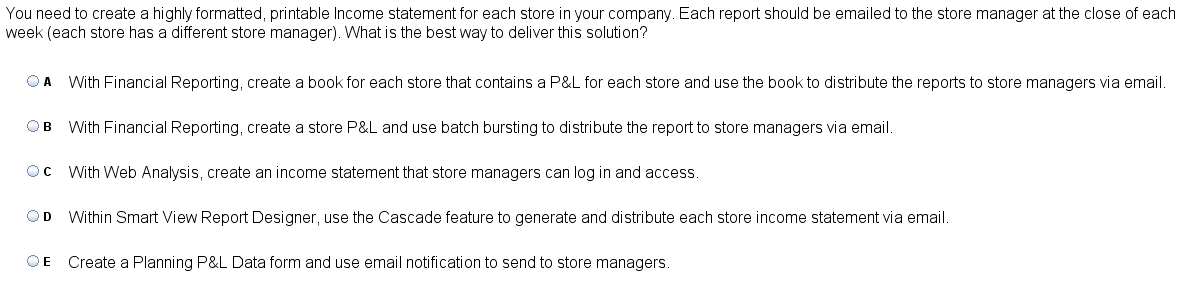 You need to create a highly formatted, printable Income statement for each store in your company. Each report should be emailed to the store manager at the close of each
week (each store has a different store manager). What is the best way to deliver this solution?
A With Financial Reporting, create a book for each store that contains a P&L for each store and use the book to distribute the reports to store managers via email.
B With Financial Reporting, create a store P&L and use batch bursting to distribute the report to store managers via email.
C With Web Analysis, create an income statement that store managers can log in and access.
D Within Smart View Report Designer, use the Cascade feature to generate and distribute each store income statement via email.
E Create a Planning P&L Data form and use email notification to send to store managers.